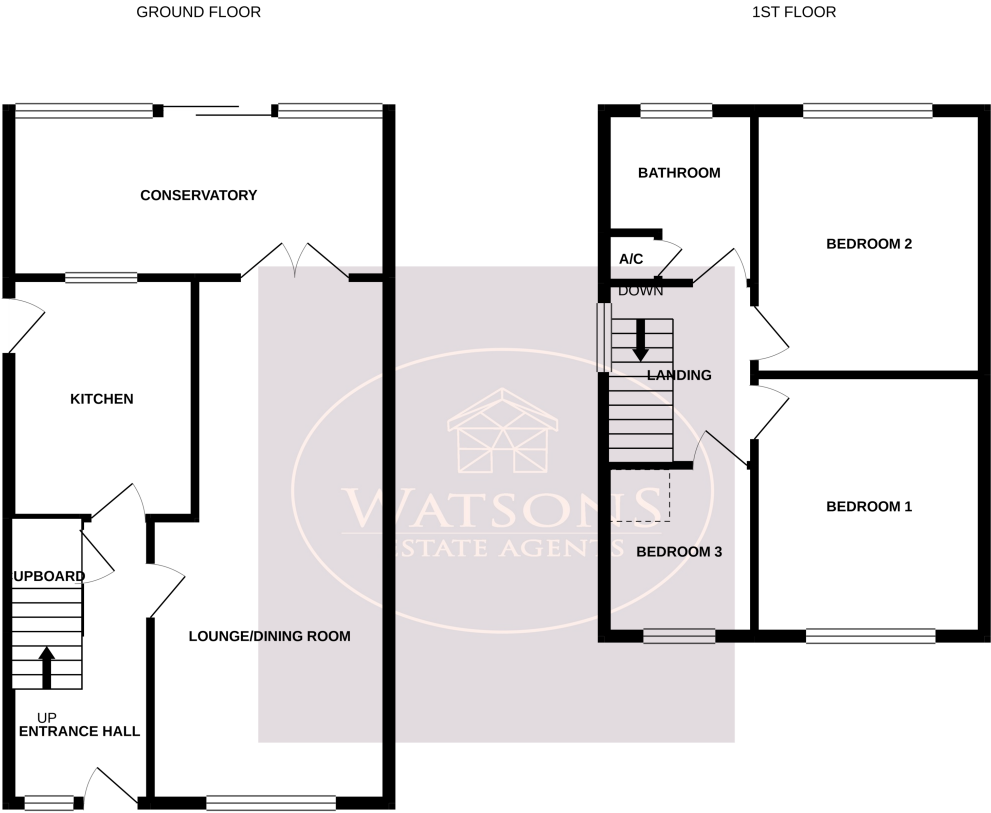 GROUND FLOOR
1ST FLOOR
CONSERVATORY
KITCHEN
UPBOARD
LOUNGE/DINING ROOM
UP
ENTRANCE HALL
BATHROOM
A/C
DOWN
LANDING
BEDROOM 2
BEDROOM 1
BEDROOM 3
WATSONS
ESTATE AGENTS